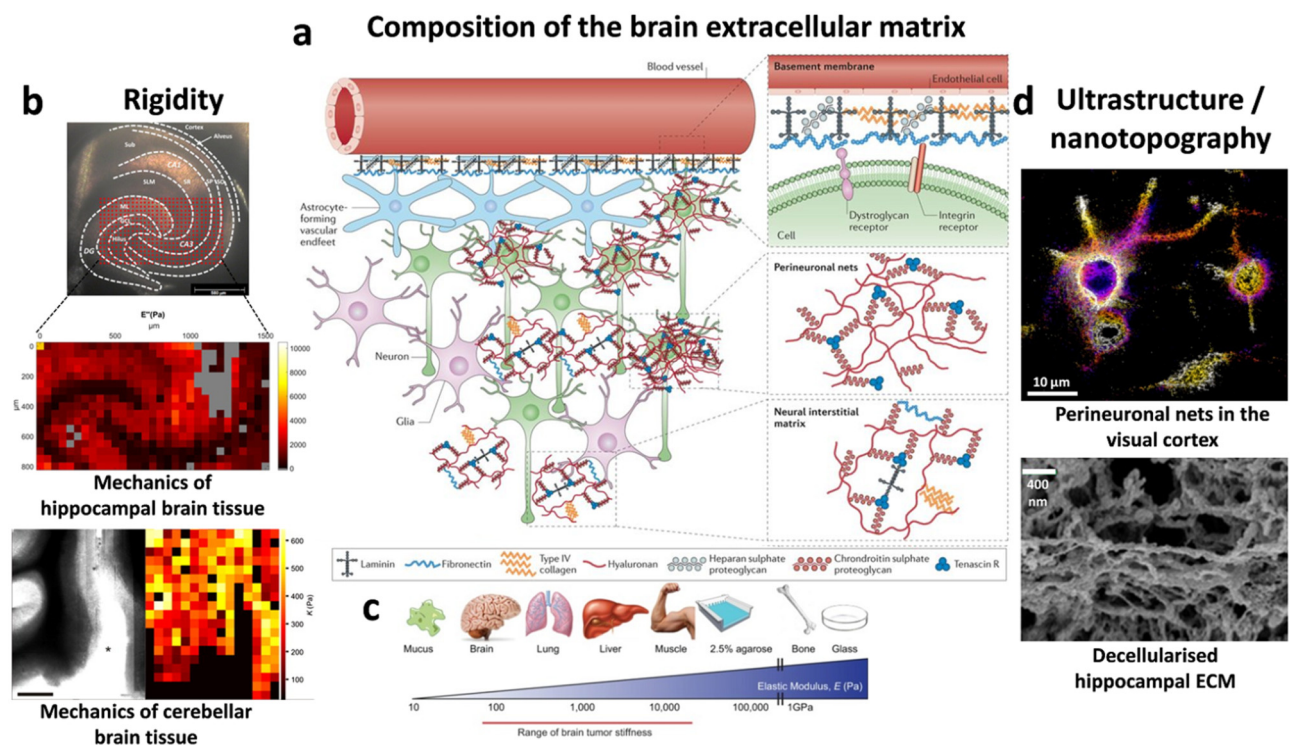 a
Composition of the brain extracellular matrix
b
Rigidity
Cortex
Alveus
Sub
CA1
SLM
SR
ML
GCL
Hilus
DG
CA3
E"(Pa)
µm
0
500
1000
1500
µm
0
200
400
600
800
10000
8000
6000
4000
2000
0
Mechanics of
hippocampal brain tissue
*
600
500
400
300
200
100
K (Pa)
Mechanics of cerebellar
brain tissue
Blood vessel
Astrocyte-
forming
vascular
endfeet
Neuron
Glia
Basement membrane
Endothelial cell
Dystroglycan
receptor
Integrin
receptor
Cell
Perineuronal nets
Neural interstitial
matrix
Laminin
Fibronectin
Type IV
collagen
Hyaluronan
Heparan sulphate
proteoglycan
Chrondroitin sulphate
proteoglycan
Tenascin R
c
Mucus
Brain
Lung
Liver
Muscle
2.5% agarose
Bone
Glass
Elastic Modulus, E (Pa)
10
100
1,000
10,000
100,000
1GPa
Range of brain tumor stiffness
d
Ultrastructure /
nanotopography
10 µm
Perineuronal nets in the
visual cortex
400
nm
Decellularised
hippocampal ECM